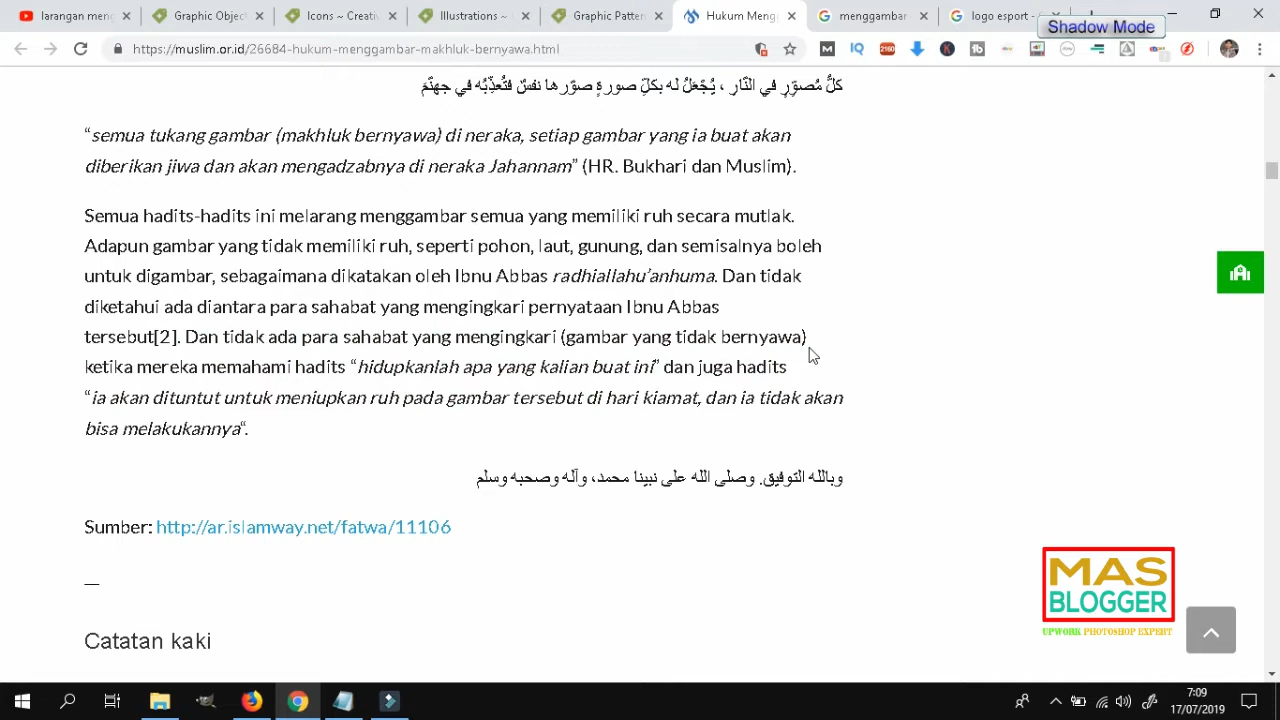 larangan men
Graphic Objec
Icons ~ Creativ
Illustrations ~
Graphic Patter
Hukum Meng
menggambar
logo esport -
Shadow Mode
https://muslim.or.id/26684-hukum-menggambar-makhluk-bernyawa.html
كلُّ مُصوِّرٍ في النَّارِ ، يُجْعَلُ له بكلِّ صورةٍ صوَّرها نفسٌ فتُعذِّبُه في جهنَّمَ
“semua tukang gambar (makhluk bernyawa) di neraka, setiap gambar yang ia buat akan
diberikan jiwa dan akan mengadzabnya di neraka Jahannam” (HR. Bukhari dan Muslim).
Semua hadits-hadits ini melarang menggambar semua yang memiliki ruh secara mutlak.
Adapun gambar yang tidak memiliki ruh, seperti pohon, laut, gunung, dan semisalnya boleh
untuk digambar, sebagaimana dikatakan oleh Ibnu Abbas radhiallahu’anhuma. Dan tidak
diketahui ada diantara para sahabat yang mengingkari pernyataan Ibnu Abbas
tersebut[2]. Dan tidak ada para sahabat yang mengingkari (gambar yang tidak bernyawa)
ketika mereka memahami hadits “hidupkanlah apa yang kalian buat ini” dan juga hadits
“ia akan dituntut untuk meniupkan ruh pada gambar tersebut di hari kiamat, dan ia tidak akan
bisa melakukannya“.
وبالله التوفيق. وصلى الله على نبينا محمد، وآله وصحبه وسلم
Sumber: http://ar.islamway.net/fatwa/11106
—
Catatan kaki
MAS
BLOGGER
UPWORK PHOTOSHOP EXPERT
7:09
17/07/2019